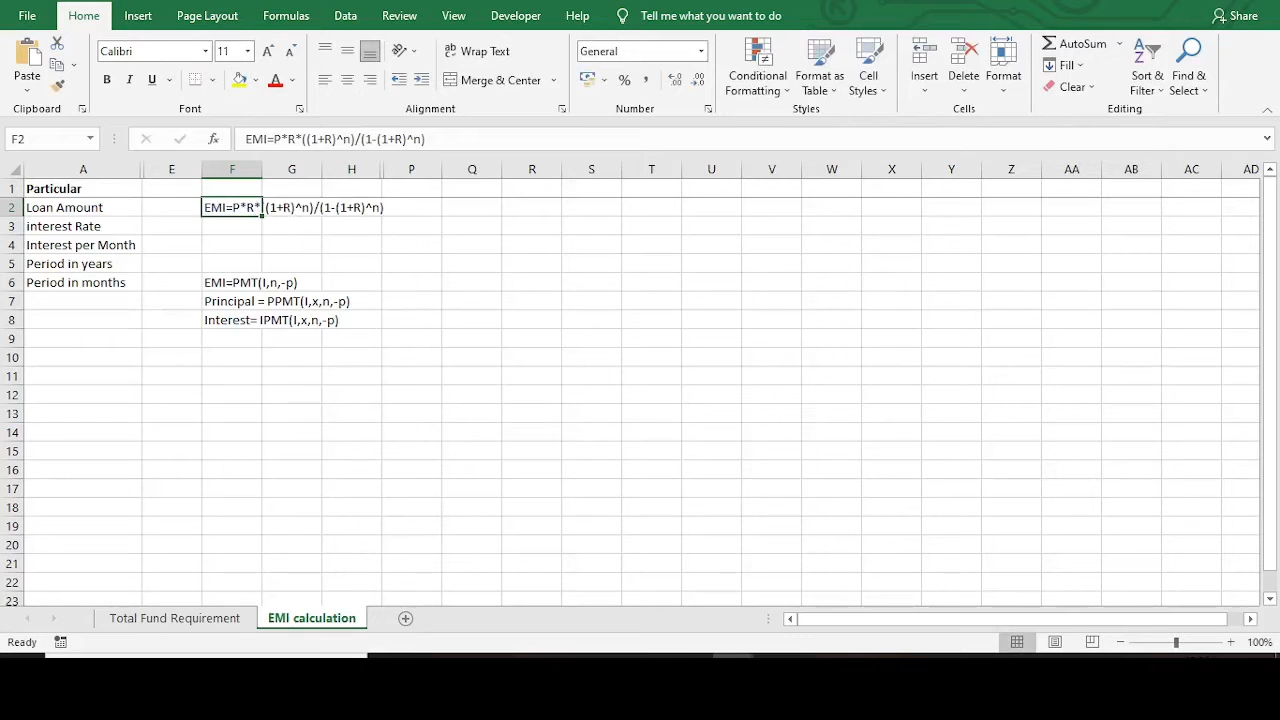 File Home Insert Page Layout Formulas Data Review View Developer Help Tell me what you want to do Share
Paste Calibri 11 A A Wrap Text General Conditional Formatting Format as Table Cell Styles Insert Delete Format AutoSum Fill Clear Sort & Filter Find & Select
B I U A Merge & Center % ,
Clipboard Font Alignment Number Styles Cells Editing
F2 fx EMI=P*R*((1+R)^n)/(1-(1+R)^n)
A E F G H P Q R S T U V W X Y Z AA AB AC AD
1 Particular
2 Loan Amount EMI=P*R*((1+R)^n)/(1-(1+R)^n)
3 interest Rate
4 Interest per Month
5 Period in years
6 Period in months EMI=PMT(I,n,-p)
7 Principal = PPMT(I,x,n,-p)
8 Interest= IPMT(I,x,n,-p)
9
10
11
12
13
14
15
16
17
18
19
20
21
22
23
Total Fund Requirement EMI calculation
Ready 100%